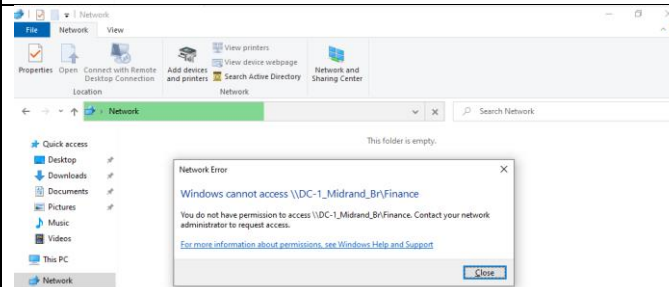 Network
File Network View
Properties Open Connect with Remote Desktop Connection
Add devices and printers
View printers
View device webpage
Search Active Directory
Network and Sharing Center
Location Network
Network
Search Network
This folder is empty.
Quick access
Desktop
Downloads
Documents
Pictures
Music
Videos
This PC
Network
Network Error
Windows cannot access \\DC-1_Midrand_Br\Finance
You do not have permission to access \\DC-1_Midrand_Br\Finance. Contact your network
administrator to request access.
For more information about permissions, see Windows Help and Support
Close